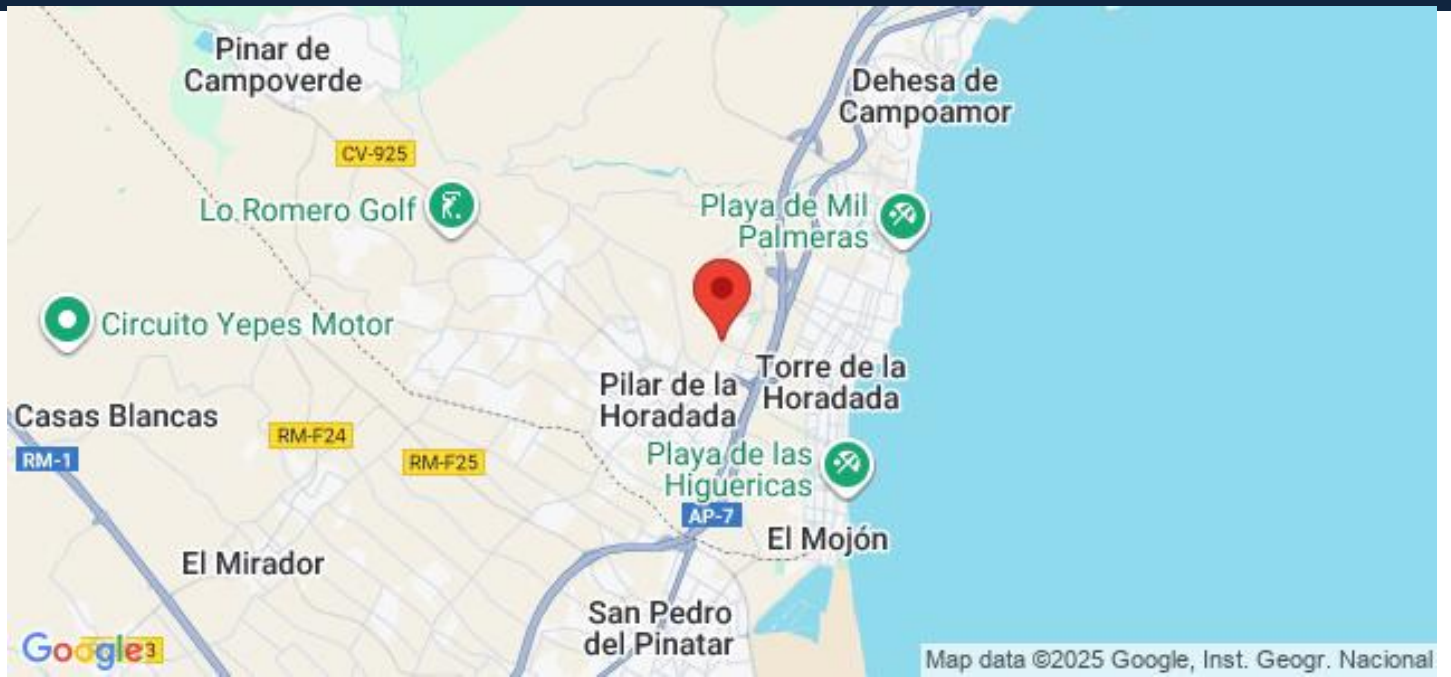 Pinar de
Campoverde
Dehesa de
Campoamor
CV-925
Lo Romero Golf
Playa de Mil
Palmeras
Circuito Yepes Motor
Pilar de la
Horadada
Torre de la
Horadada
Casas Blancas
RM-F24
RM-1
RM-F25
Playa de las
Higuericas
AP-7
El Mojón
El Mirador
San Pedro
del Pinatar
Google
Map data ©2025 Google, Inst. Geogr. Nacional